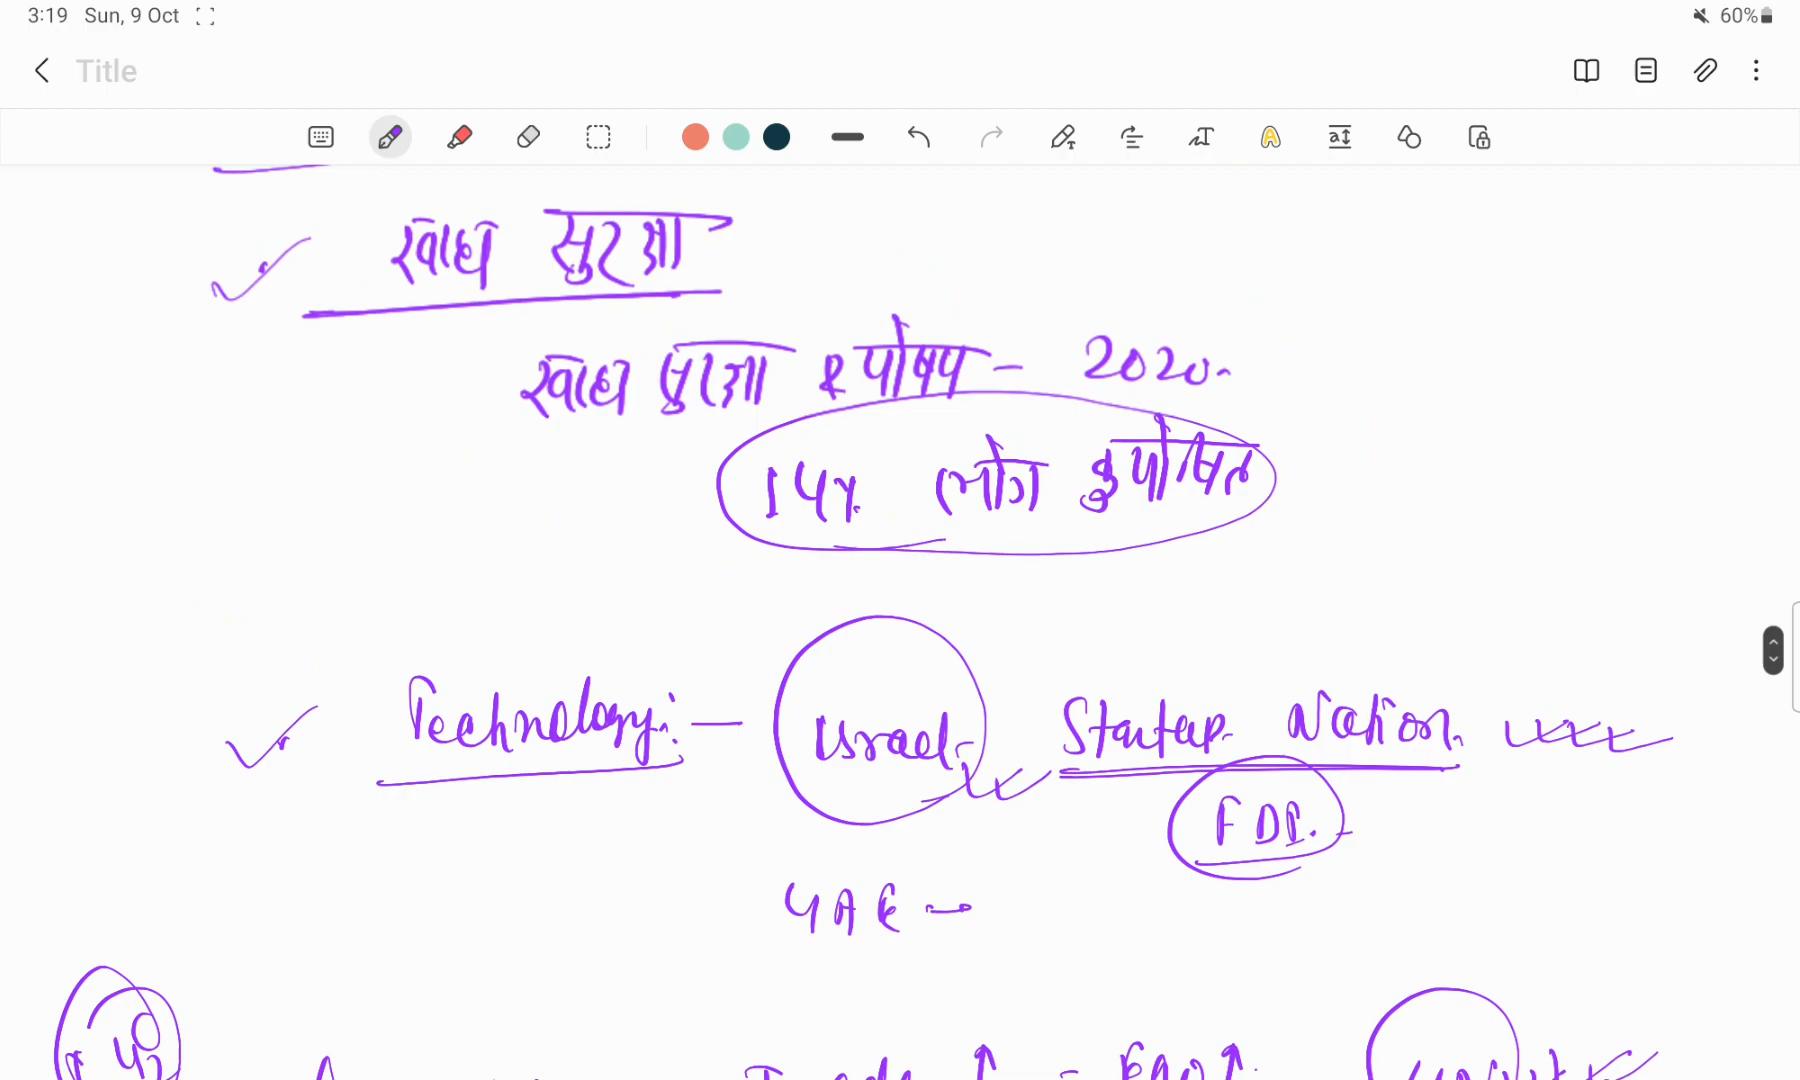 3:19 Sun, 9 Oct 60%
Title
खाद्य सुरक्षा
खाद्य सुरक्षा & पोषण - 2020-
14% लोग कुपोषित
Technology:- Israel- Startup Nation.
FDI.
UAE -